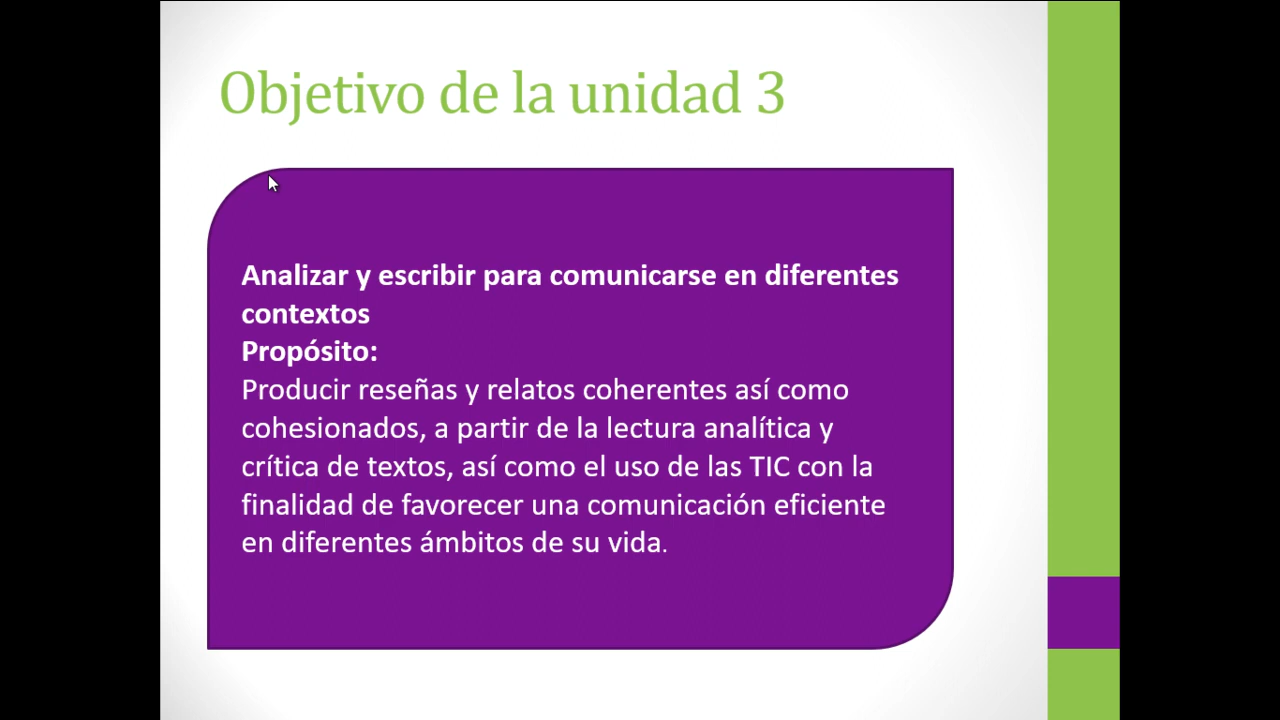 Objetivo de la unidad 3
Analizar y escribir para comunicarse en diferentes
contextos
Propósito:
Producir reseñas y relatos coherentes así como
cohesionados, a partir de la lectura analítica y
crítica de textos, así como el uso de las TIC con la
finalidad de favorecer una comunicación eficiente
en diferentes ámbitos de su vida.